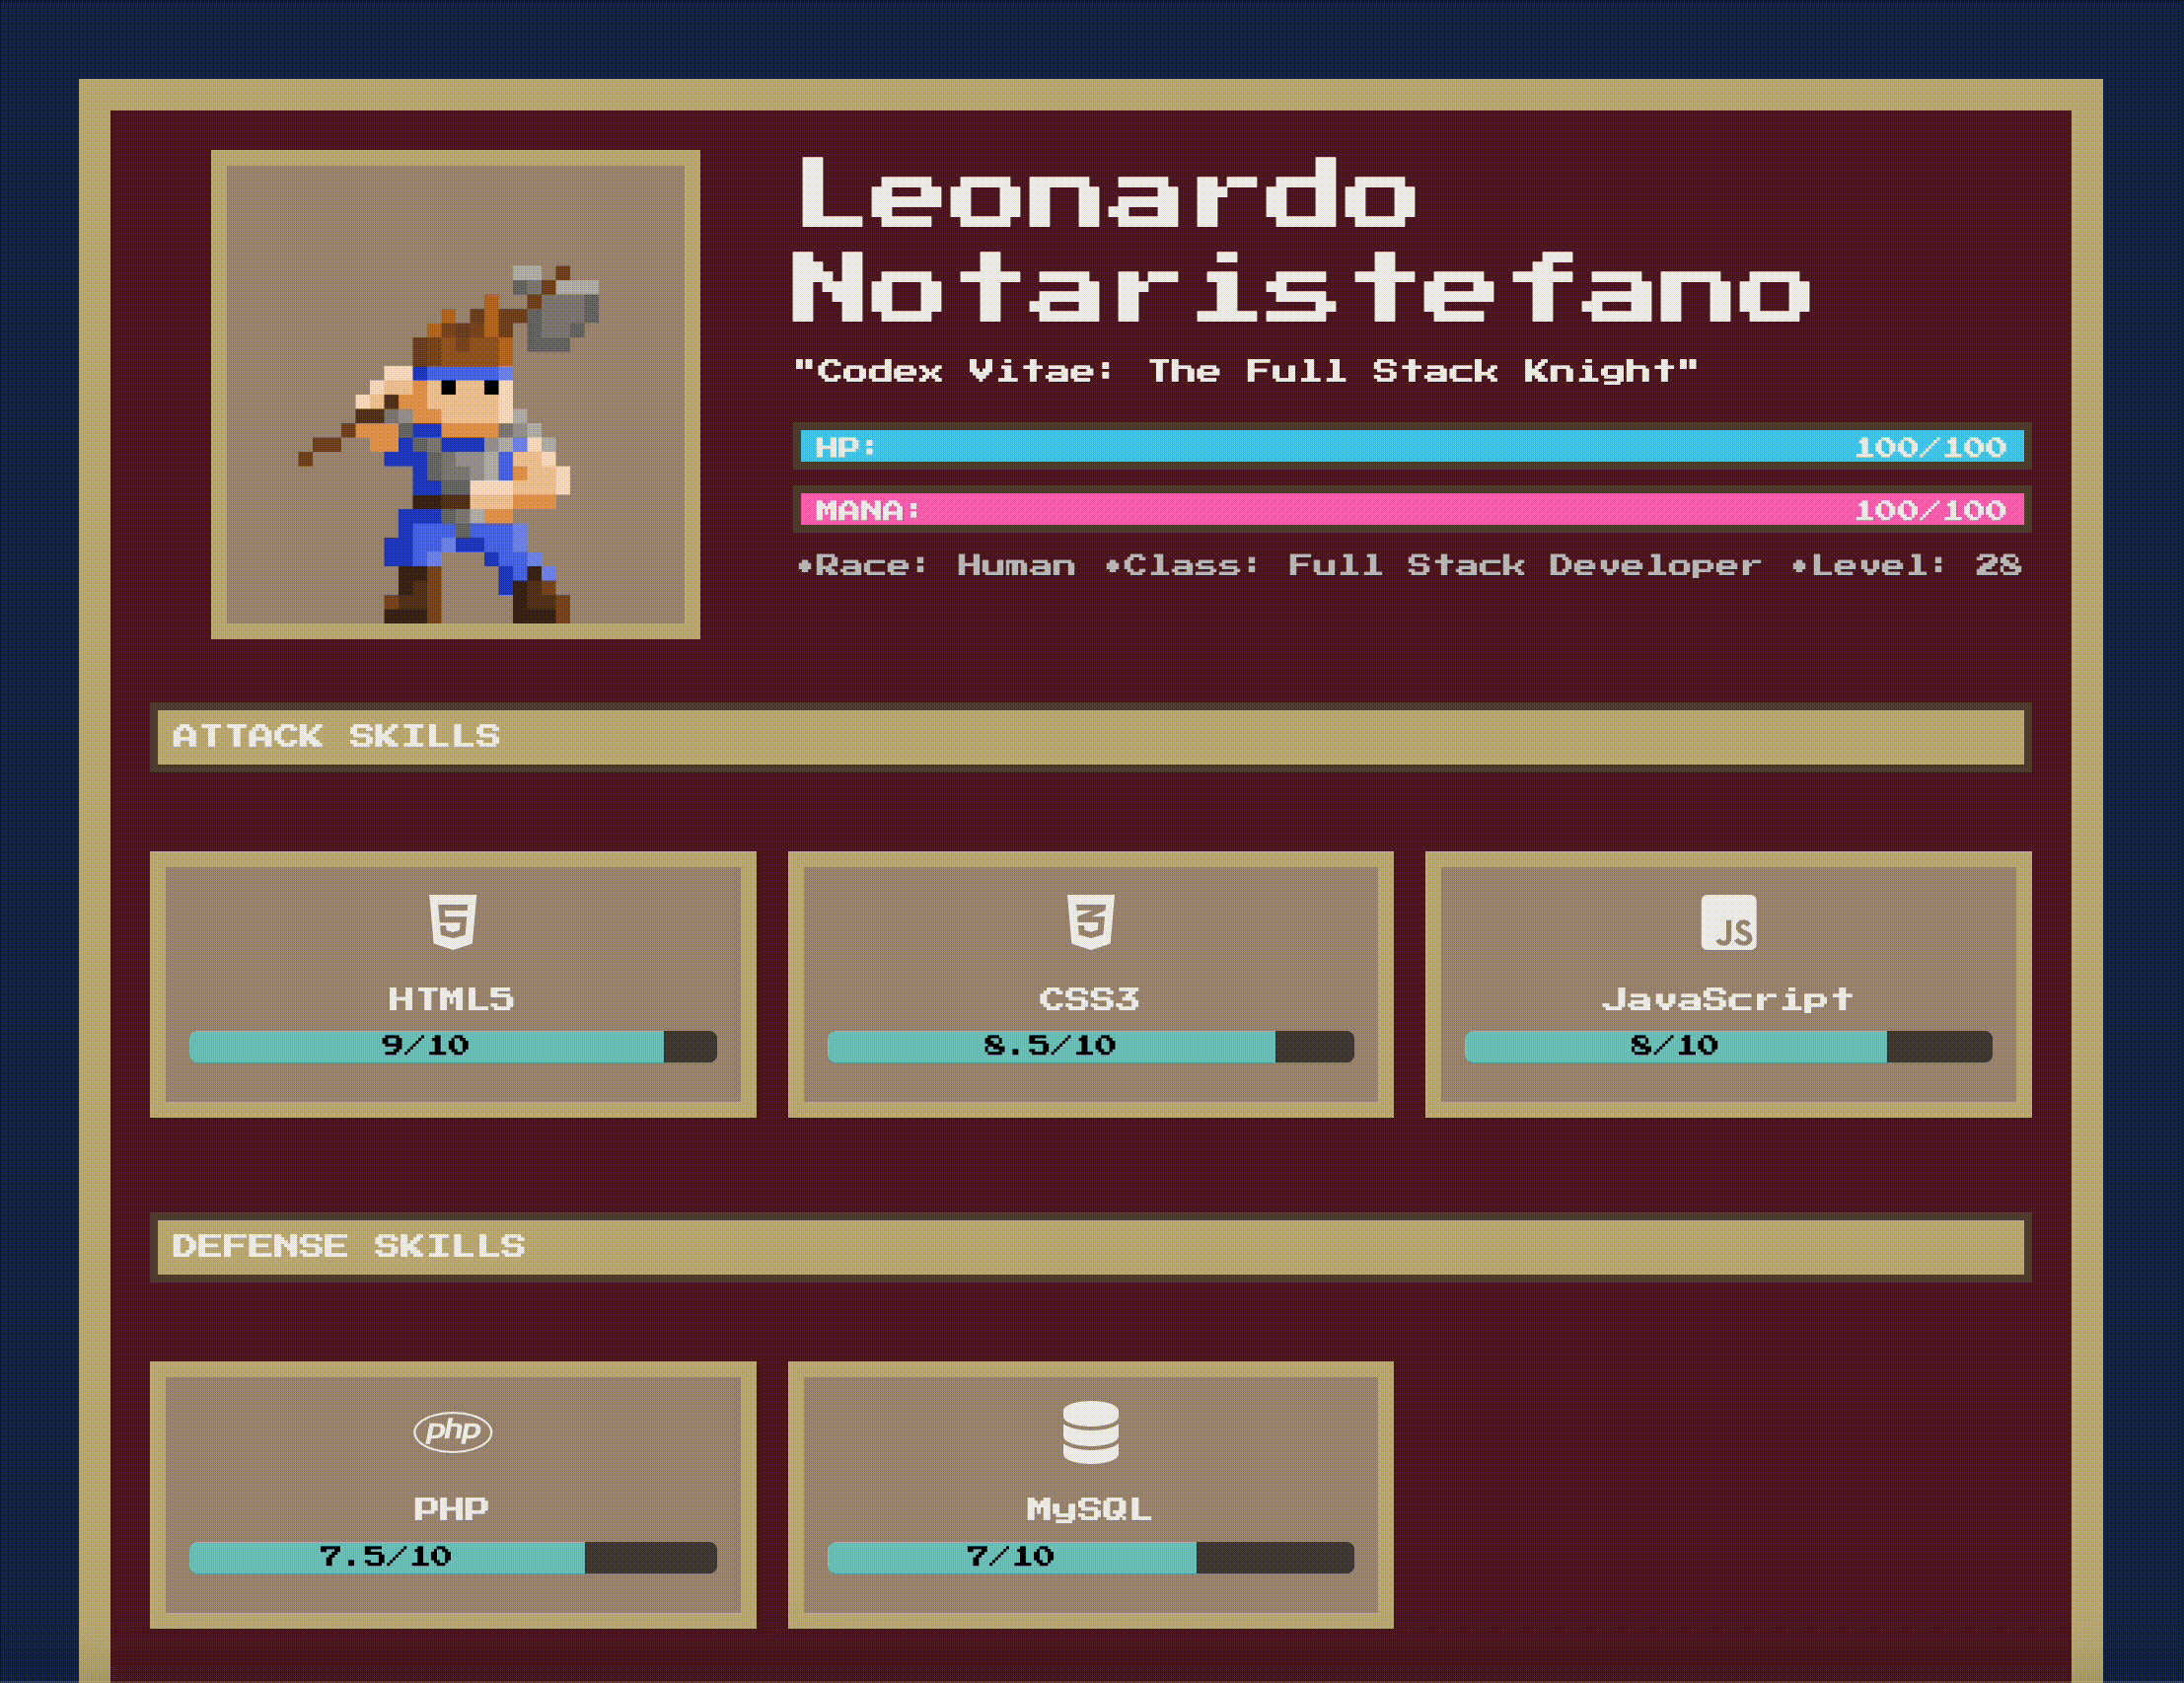 Leonardo
Notaristefano
"Codex Vitae: The Full Stack Knight"
HP: 100/100
MANA: 100/100
•Race: Human •Class: Full Stack Developer •Level: 28
ATTACK SKILLS
5 3 JS
HTML5 CSS3 JavaScript
9/10 8.5/10 8/10
DEFENSE SKILLS
php
PHP MySQL
7.5/10 7/10